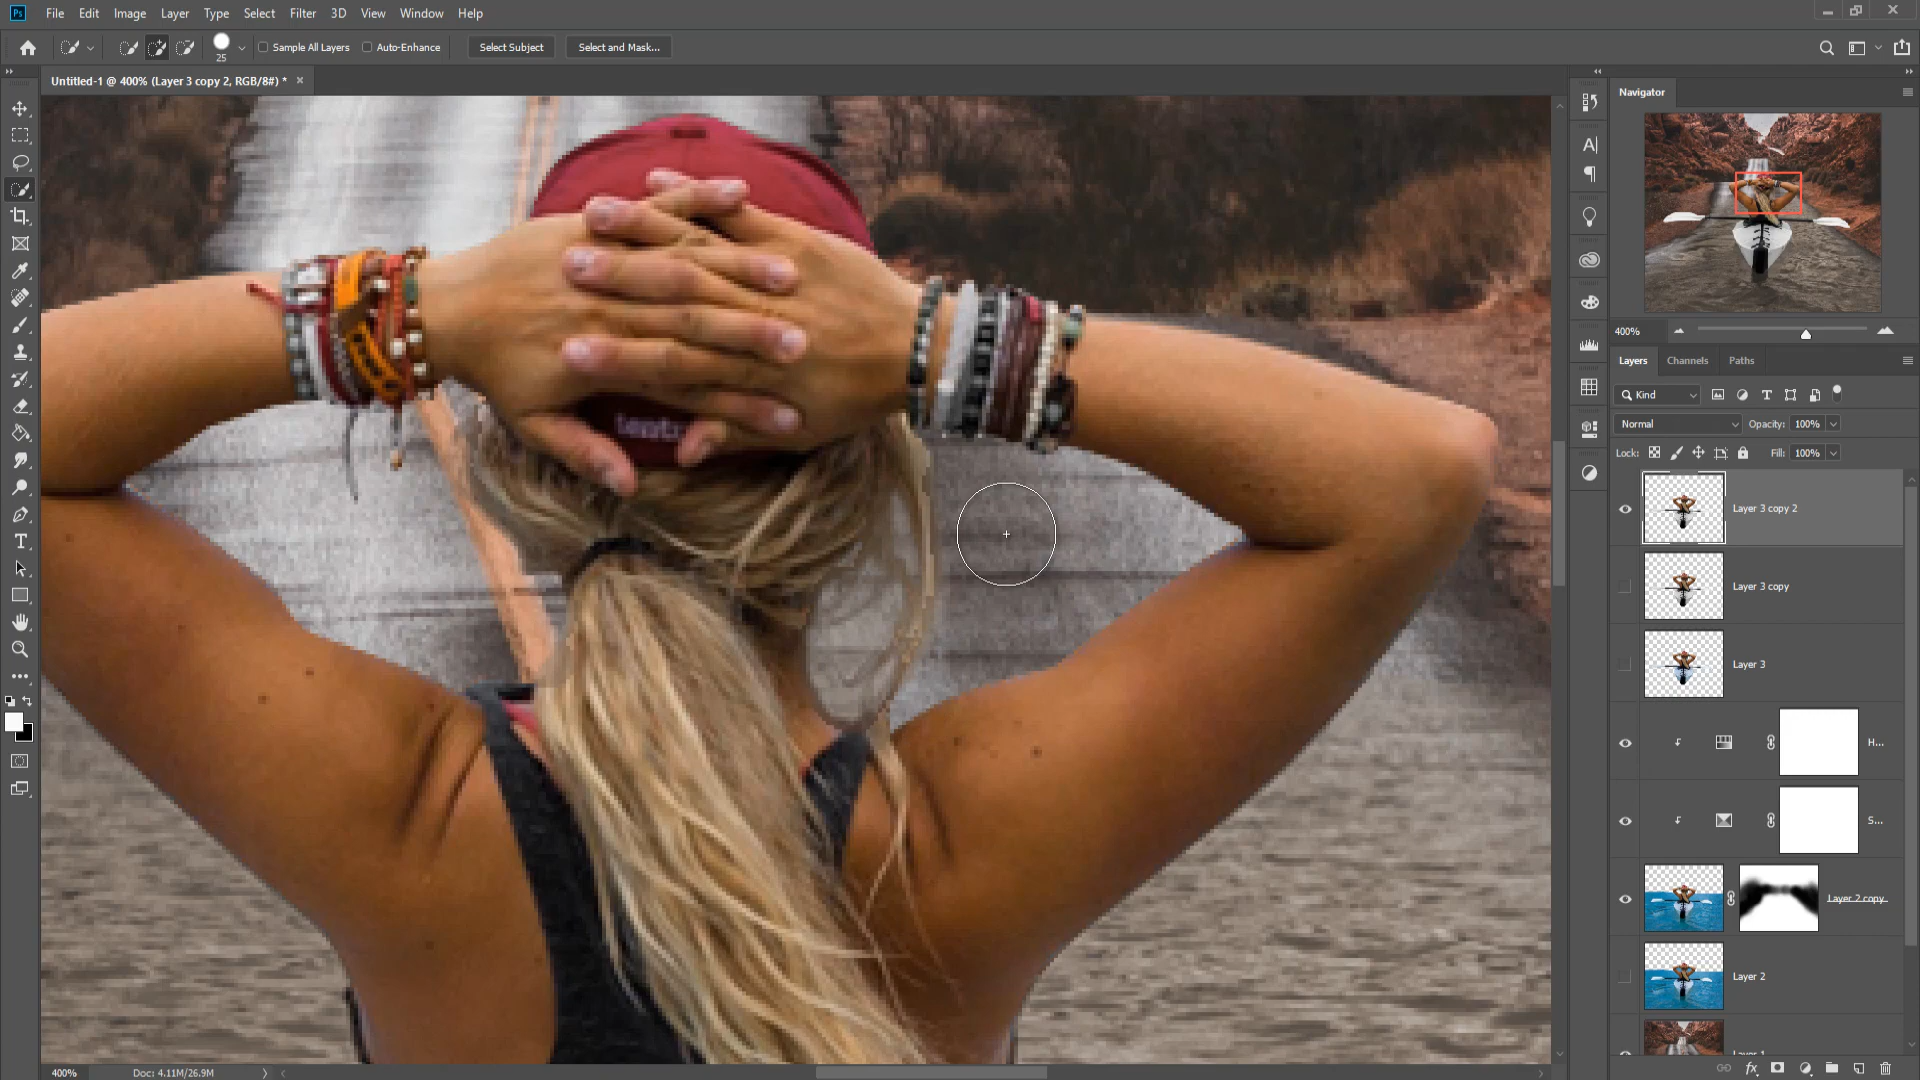 Ps File Edit Image Layer Type Select Filter 3D View Window Help
25 Sample All Layers Auto-Enhance Select Subject Select and Mask...
Untitled-1 @ 400% (Layer 3 copy 2, RGB/8#) *
Navigator
400%
Layers Channels Paths
Kind
Normal Opacity: 100%
Lock: Fill: 100%
Layer 3 copy 2
Layer 3 copy
Layer 3
H...
S...
Layer 2 copy
Layer 2
Layer 1
400% Doc: 4.11M/26.9M